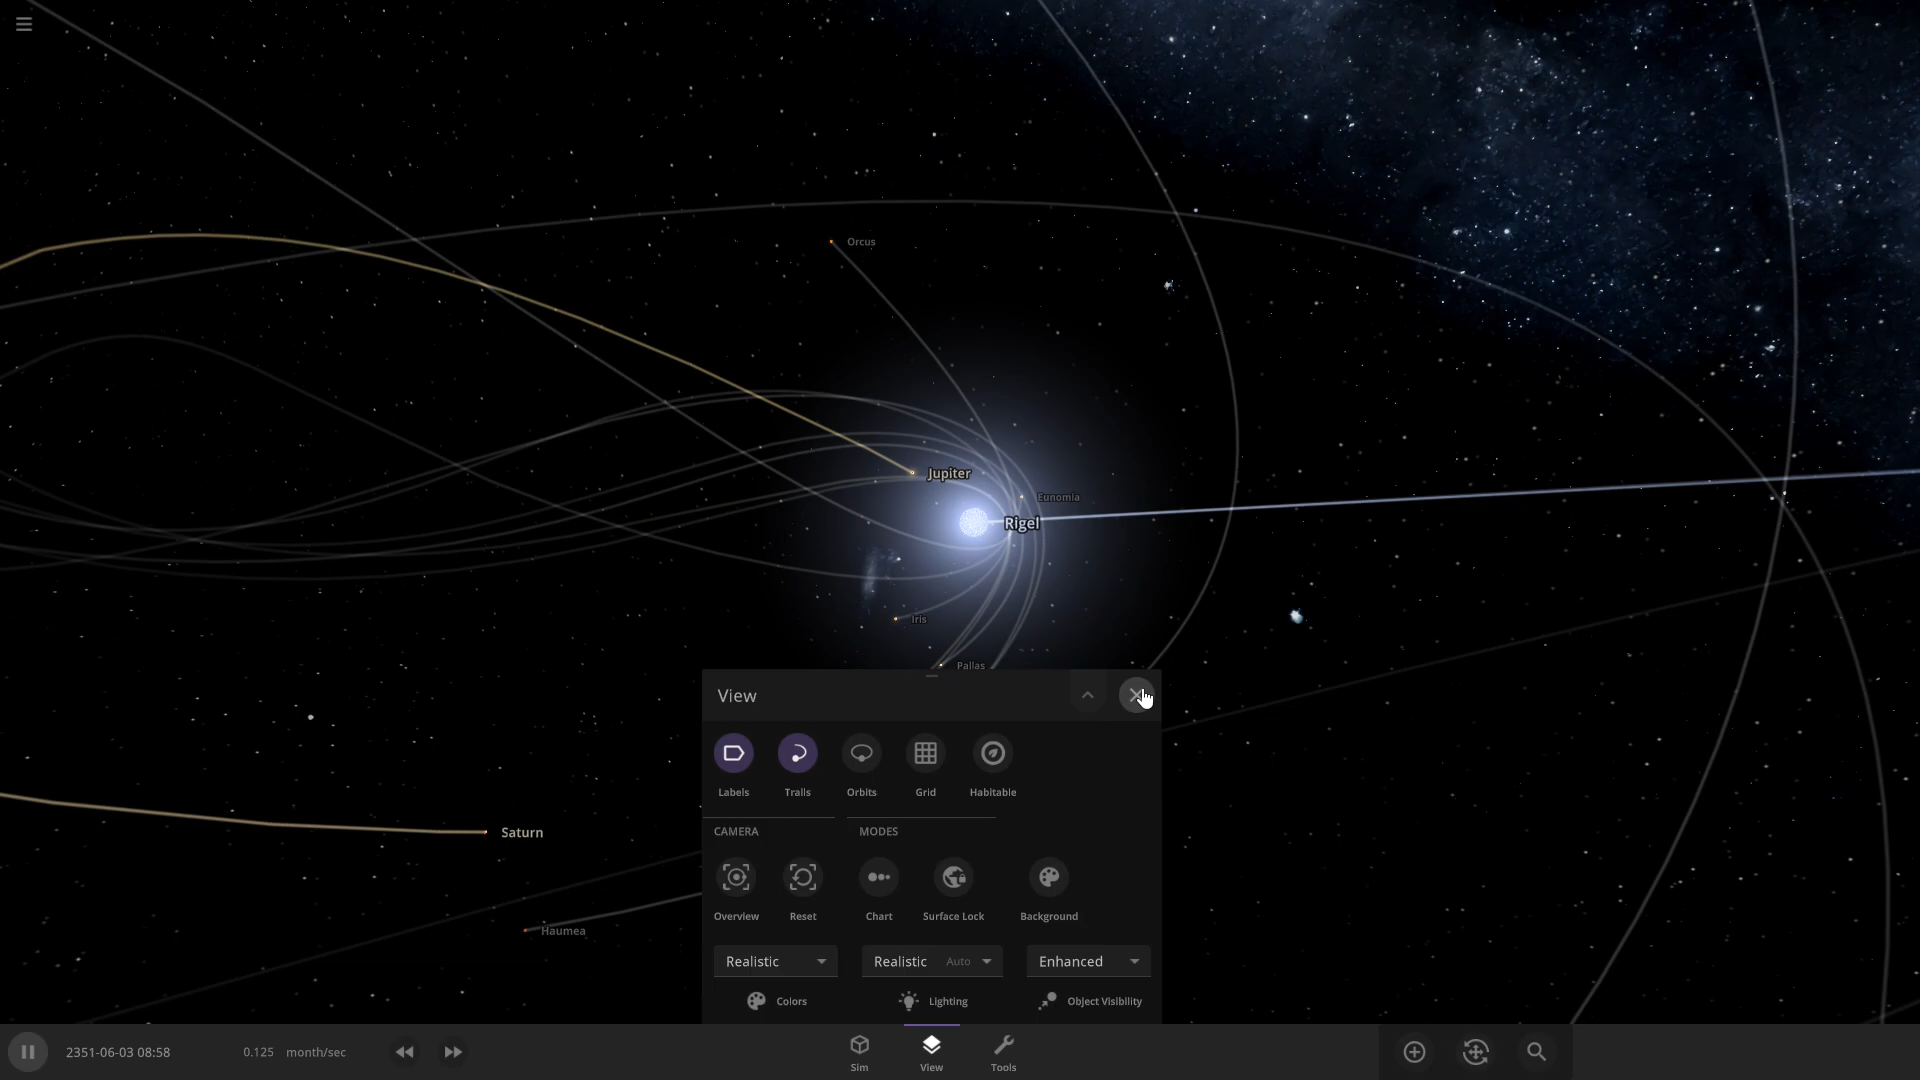 Orcus
Jupiter
Eunomia
Rigel
Iris
Pallas
View
Labels Trails Orbits Grid Habitable
CAMERA MODES
Saturn
Overview Reset Chart Surface Lock Background
Haumea
Realistic Realistic Auto Enhanced
Colors Lighting Object Visibility
2351-06-03 08:58 0.125 month/sec
Sim View Tools